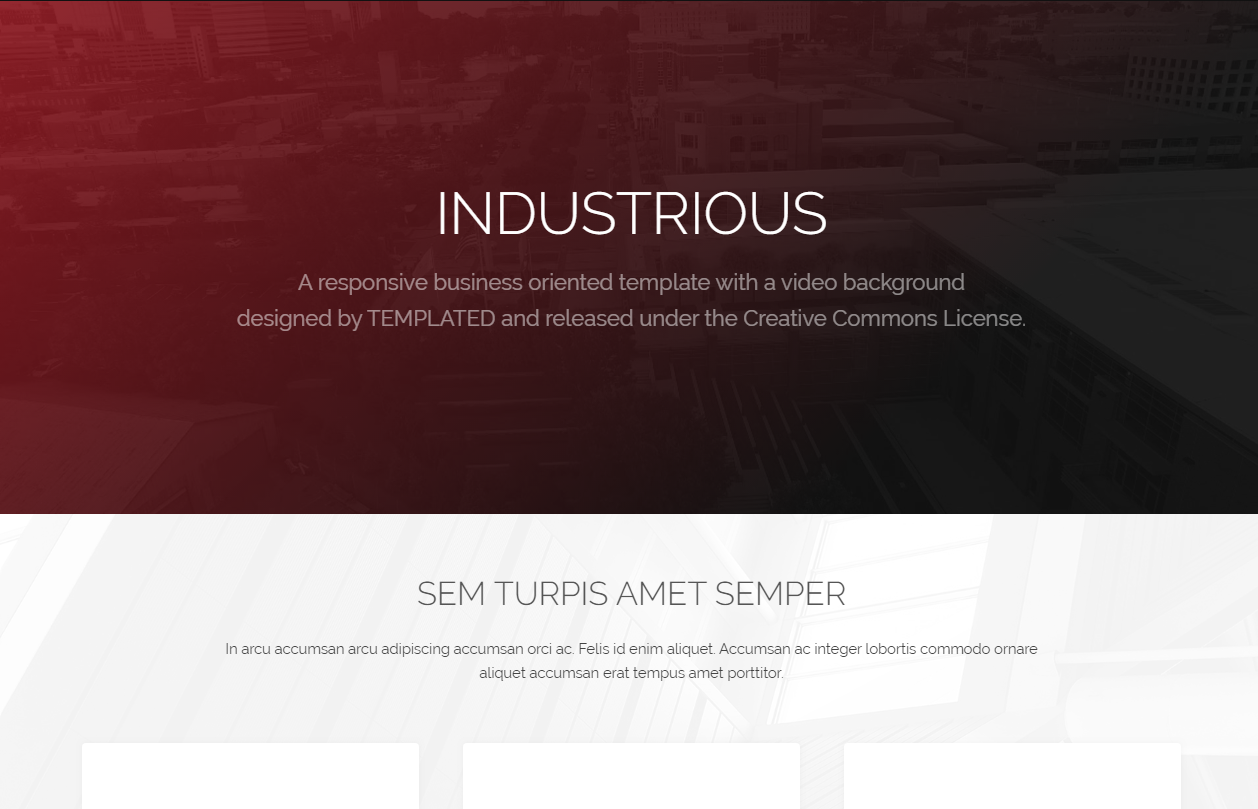 INDUSTRIOUS
A responsive business oriented template with a video background
designed by TEMPLATED and released under the Creative Commons License.
SEM TURPIS AMET SEMPER
In arcu accumsan arcu adipiscing accumsan orci ac. Felis id enim aliquet. Accumsan ac integer lobortis commodo ornare
aliquet accumsan erat tempus amet porttitor.